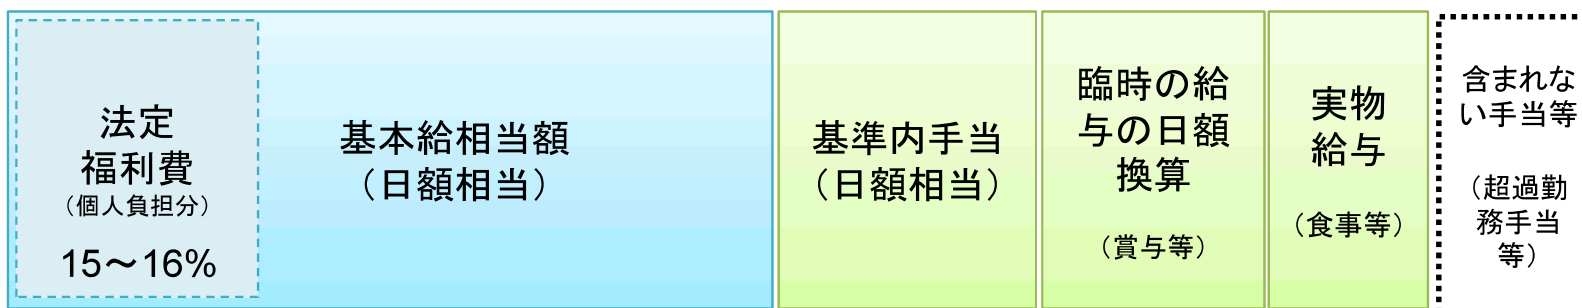 法定
福利費
（個人負担分）
15～16%
基本給相当額
（日額相当）
基準内手当
（日額相当）
臨時の給
与の日額
換算
（賞与等）
実物
給与
（食事等）
含まれな
い手当等
（超過勤
務手当
等）